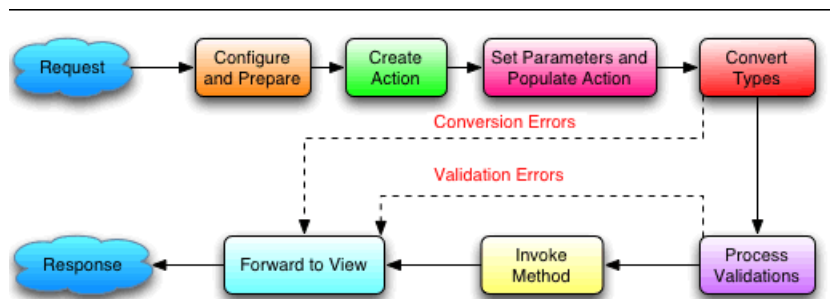 Request
Configure
and Prepare
Create
Action
Set Parameters and
Populate Action
Convert
Types
Conversion Errors
Validation Errors
Response
Forward to View
Invoke
Method
Process
Validations